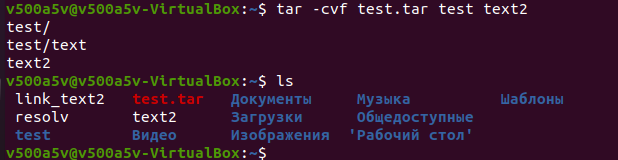 v500a5v@v500a5v-VirtualBox:~$ tar -cvf test.tar test text2
test/
test/text
text2
v500a5v@v500a5v-VirtualBox:~$ ls
link_text2 test.tar Документы Музыка Шаблоны
resolv text2 Загрузки Общедоступные
test Видео Изображения 'Рабочий стол'
v500a5v@v500a5v-VirtualBox:~$